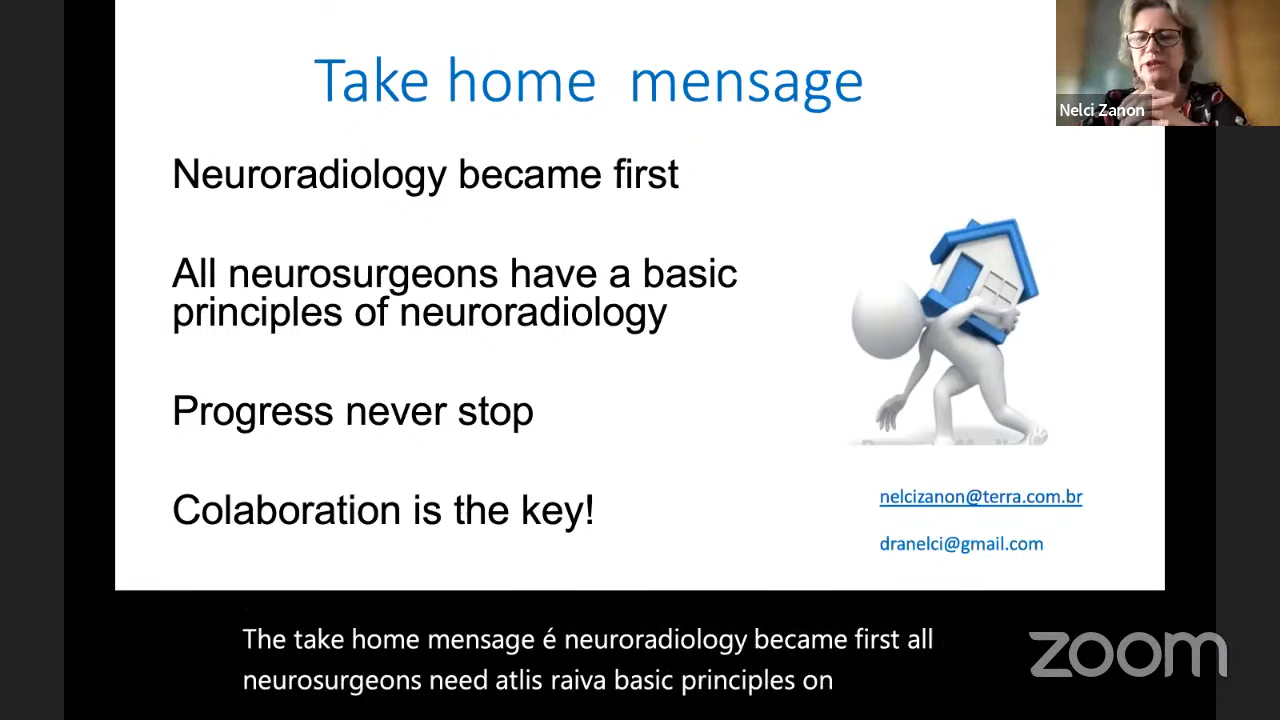 Take home mensage
Nelci Zanon
Neuroradiology became first
All neurosurgeons have a basic
principles of neuroradiology
Progress never stop
Colaboration is the key!
nelcizanon@terra.com.br
dranelci@gmail.com
The take home mensage é neuroradiology became first all
neurosurgeons need atlis raiva basic principles on
zoom